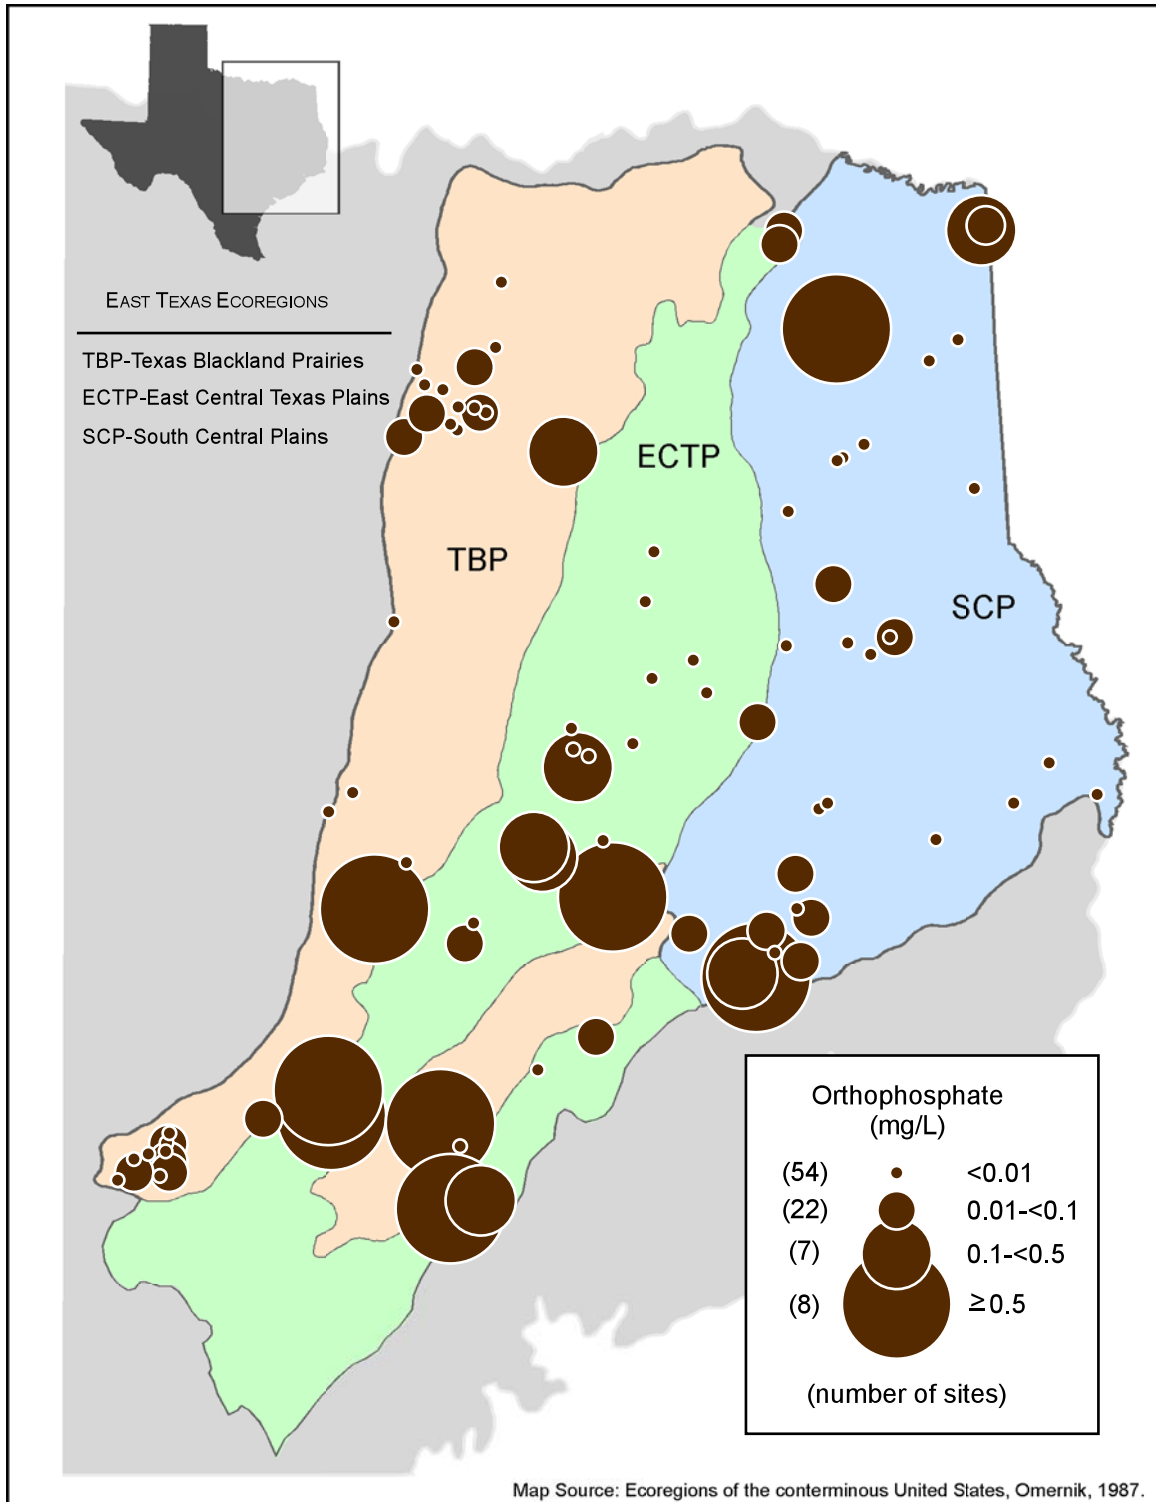 EAST TEXAS ECOREGIONS
TBP-Texas Blackland Prairies
ECTP-East Central Texas Plains
SCP-South Central Plains
ECTP
TBP
SCP
Orthophosphate
(mg/L)
(54) <0.01
(22) 0.01-<0.1
(7) 0.1-<0.5
(8) ≥0.5
(number of sites)
Map Source: Ecoregions of the conterminous United States, Omernik, 1987.